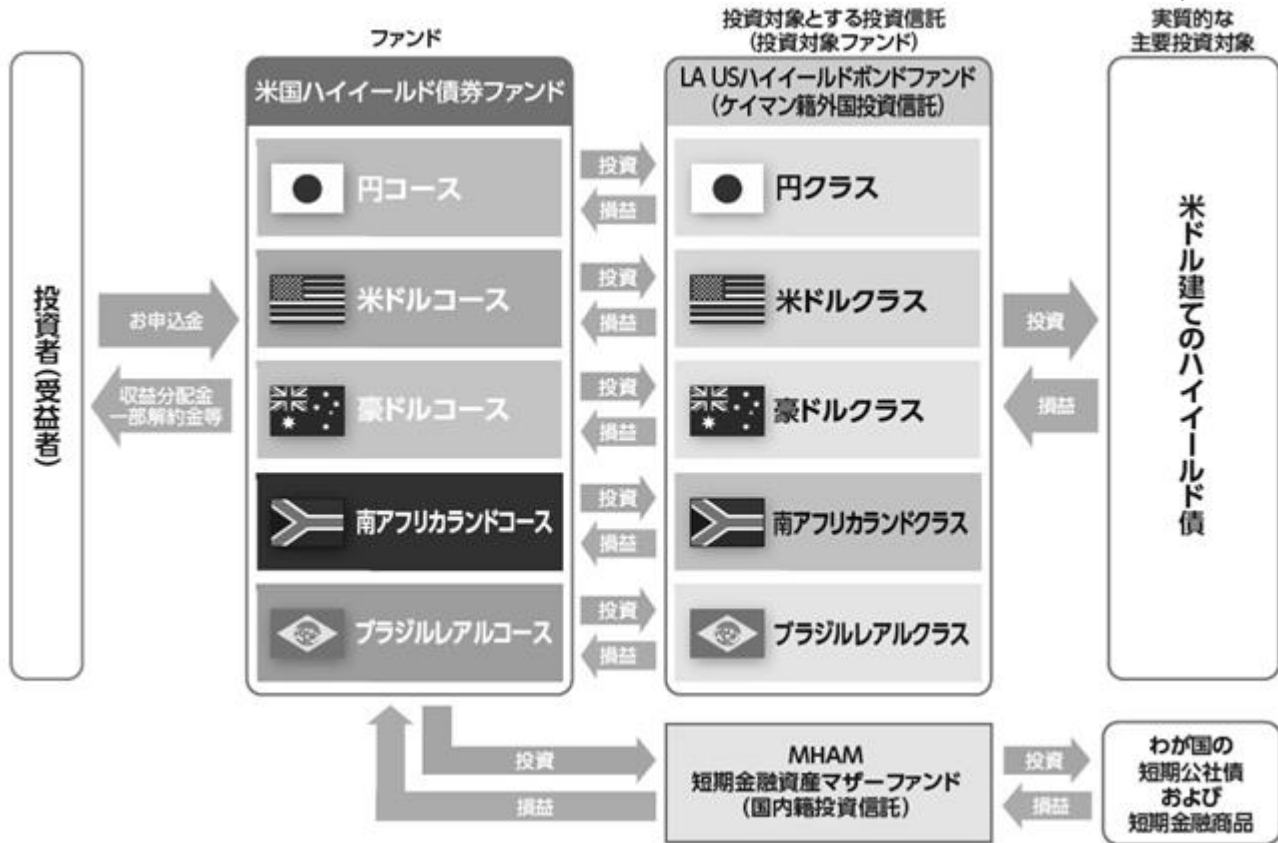 ファンド
投資対象とする投資信託
(投資対象ファンド)
実質的な
主要投資対象
投資者(受益者)
お申込金
収益分配金
一部解約金等
米国ハイイールド債券ファンド
円コース
米ドルコース
豪ドルコース
南アフリカランドコース
ブラジルレアルコース
投資
損益
投資
損益
投資
損益
投資
損益
投資
損益
LA USハイイールドボンドファンド
(ケイマン籍外国投資信託)
円クラス
米ドルクラス
豪ドルクラス
南アフリカランドクラス
ブラジルレアルクラス
投資
損益
米ドル建てのハイイールド債
投資
損益
MHAM
短期金融資産マザーファンド
(国内籍投資信託)
投資
損益
わが国の
短期公社債
および
短期金融商品